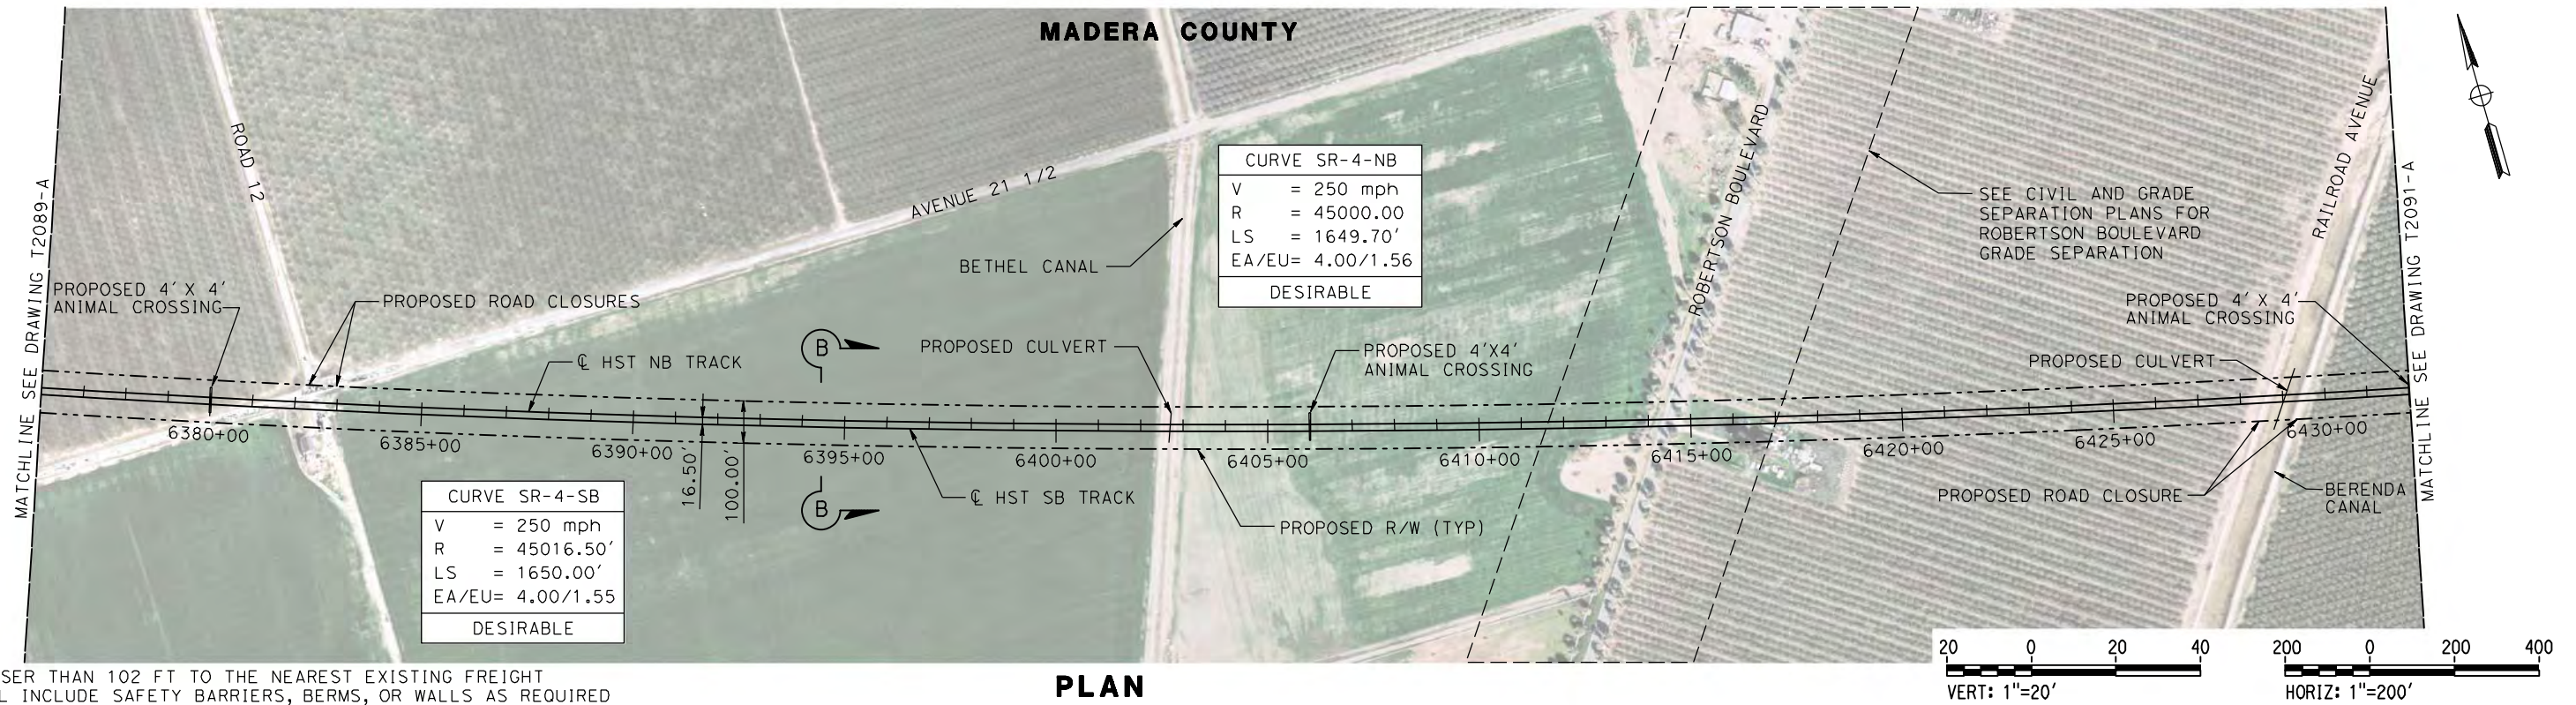 MADERA COUNTY
ROAD 12
AVENUE 21 1/2
BETHEL CANAL
CURVE SR-4-NB
V = 250 mph
R = 45000.00
LS = 1649.70'
EA/EU= 4.00/1.56
DESIRABLE
ROBERTSON BOULEVARD
SEE CIVIL AND GRADE
SEPARATION PLANS FOR
ROBERTSON BOULEVARD
GRADE SEPARATION
RAILROAD AVENUE
MATCHLINE SEE DRAWING T2089-A
MATCHLINE SEE DRAWING T2091-A
PROPOSED 4' X 4'
ANIMAL CROSSING
PROPOSED ROAD CLOSURES
℄ HST NB TRACK
B
PROPOSED CULVERT
PROPOSED 4'X4'
ANIMAL CROSSING
PROPOSED 4' X 4'
ANIMAL CROSSING
PROPOSED CULVERT
6380+00
6385+00
6390+00
6395+00
6400+00
6405+00
6410+00
6415+00
6420+00
6425+00
6430+00
16.50'
100.00'
B
℄ HST SB TRACK
PROPOSED R/W (TYP)
PROPOSED ROAD CLOSURE
BERENDA
CANAL
CURVE SR-4-SB
V = 250 mph
R = 45016.50'
LS = 1650.00'
EA/EU= 4.00/1.55
DESIRABLE
SER THAN 102 FT TO THE NEAREST EXISTING FREIGHT
L INCLUDE SAFETY BARRIERS, BERMS, OR WALLS AS REQUIRED
PLAN
20 0 20 40
VERT: 1"=20'
200 0 200 400
HORIZ: 1"=200'